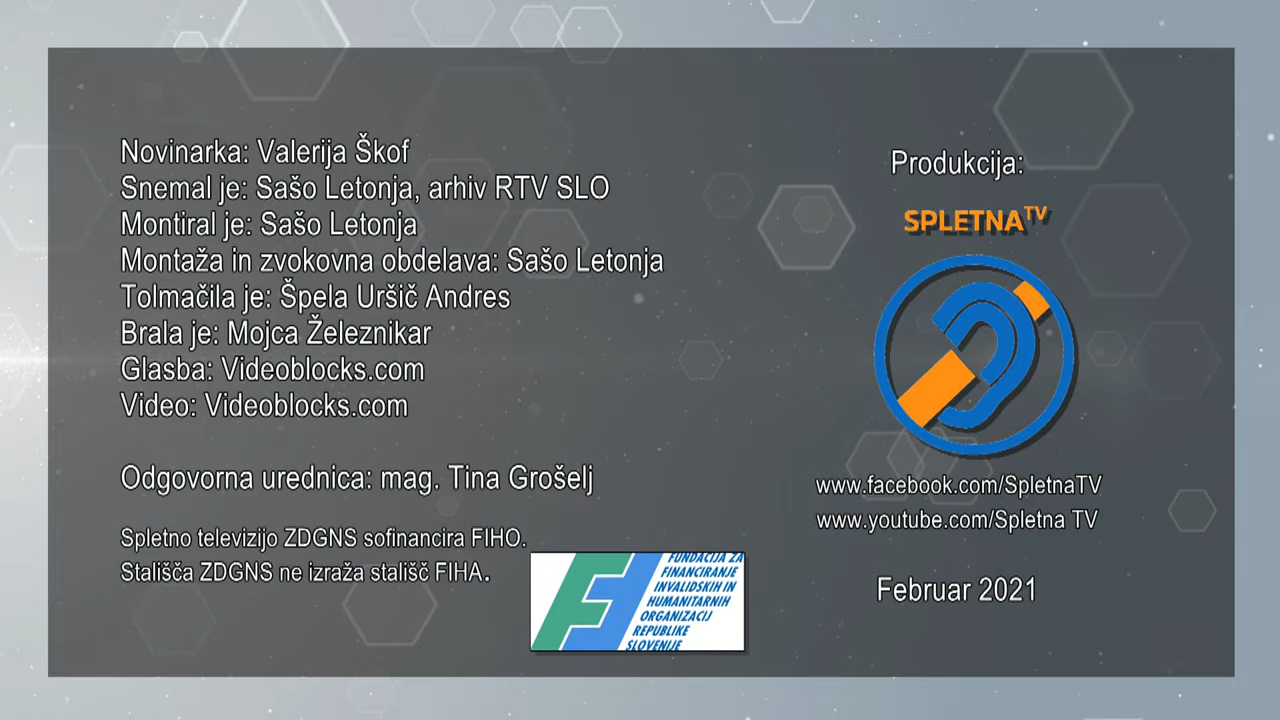 Novinarka: Valerija Škof
Snemal je: Sašo Letonja, arhiv RTV SLO
Montiral je: Sašo Letonja
Montaža in zvokovna obdelava: Sašo Letonja
Tolmačila je: Špela Uršič Andres
Brala je: Mojca Železnikar
Glasba: Videoblocks.com
Video: Videoblocks.com
Odgovorna urednica: mag. Tina Grošelj
Spletno televizijo ZDGNS sofinancira FIHO.
Stališča ZDGNS ne izraža stališč FIHA.
FUNDACIJA ZA
FINANCIRANJE
INVALIDSKIH IN
HUMANITARNIH
ORGANIZACIJ
REPUBLIKE
SLOVENIJE
Produkcija:
SPLETNA TV
www.facebook.com/SpletnaTV
www.youtube.com/Spletna TV
Februar 2021